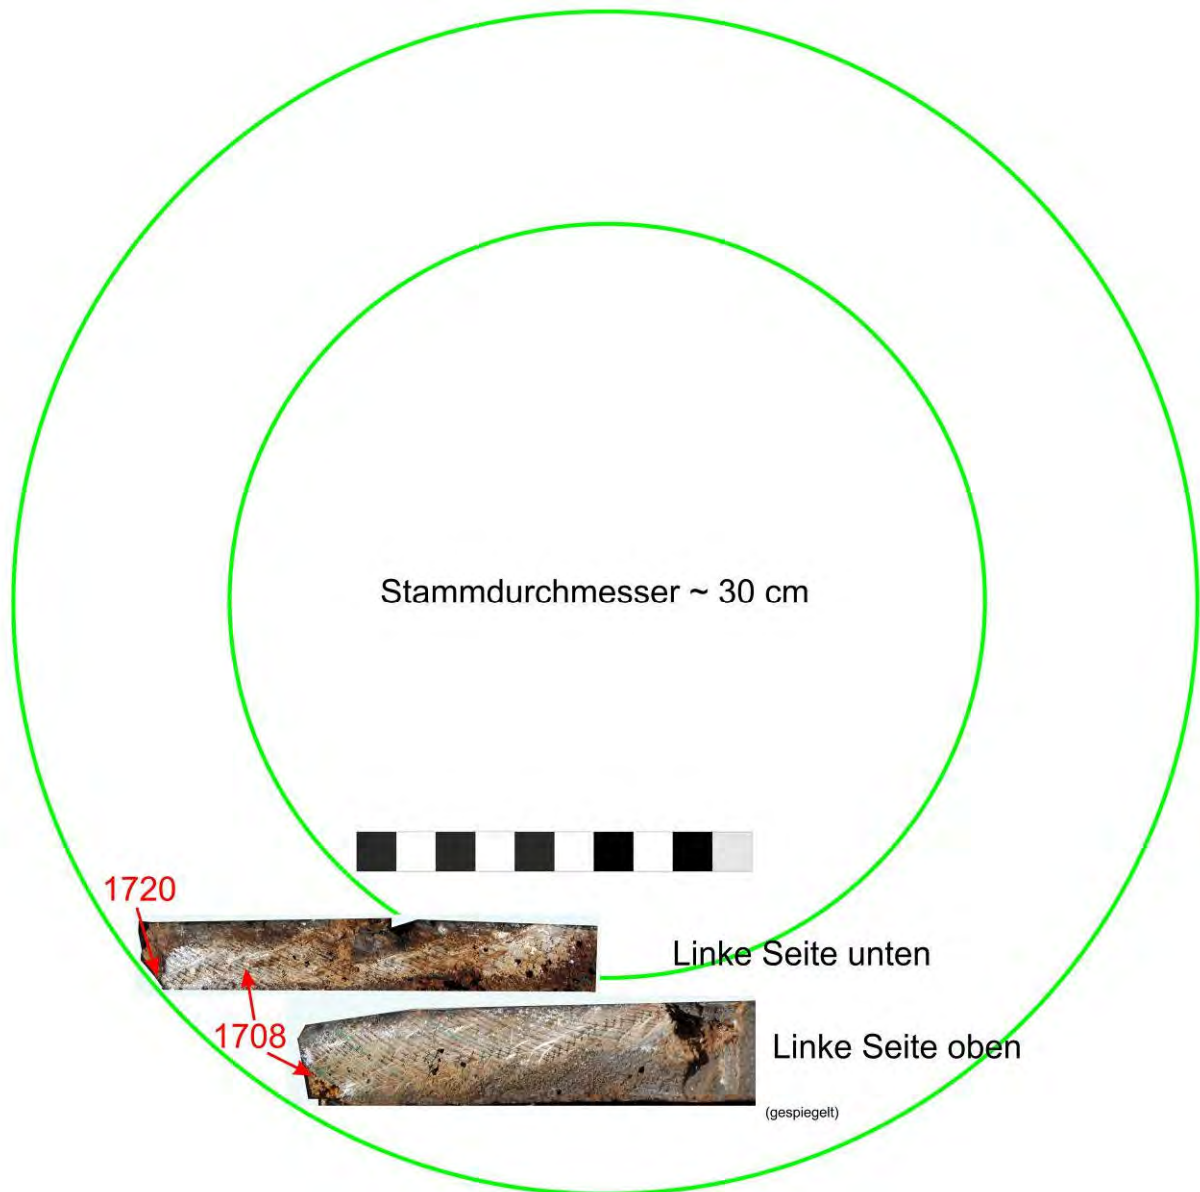 Stammdurchmesser ~ 30 cm
1720
Linke Seite unten
1708
Linke Seite oben
(gespiegelt)